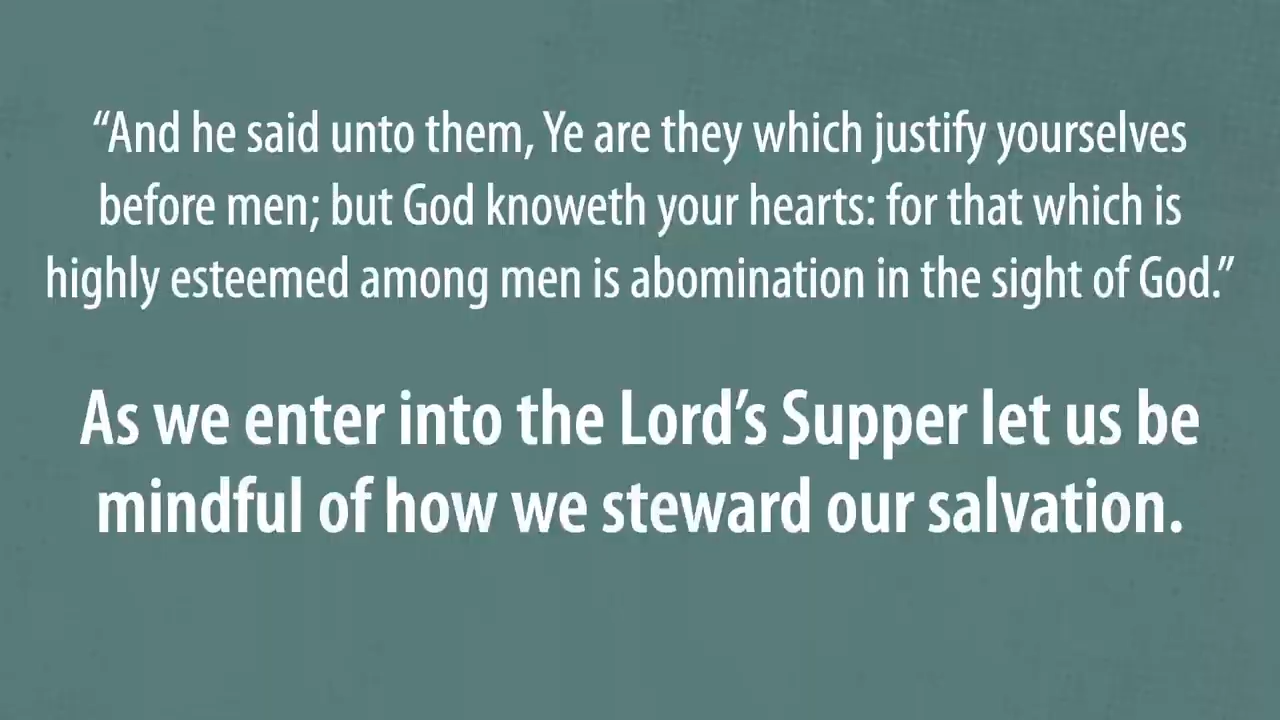 “And he said unto them, Ye are they which justify yourselves
before men; but God knoweth your hearts: for that which is
highly esteemed among men is abomination in the sight of God.”
As we enter into the Lord’s Supper let us be
mindful of how we steward our salvation.